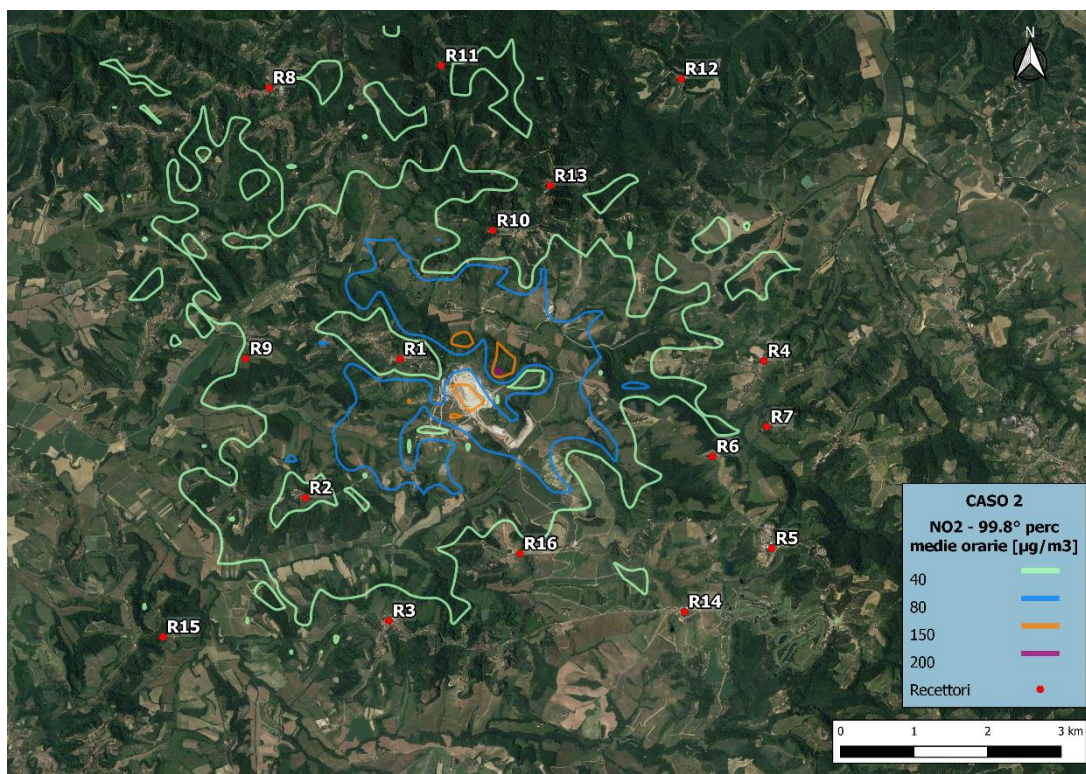 N
R11
R8
R12
R13
R10
R9
R1
R4
R7
R6
R2
R16
R5
R3
R14
R15
CASO 2
NO2 - 99.8° perc
medie orarie [µg/m3]
40
80
150
200
Recettori
0 1 2 3 km